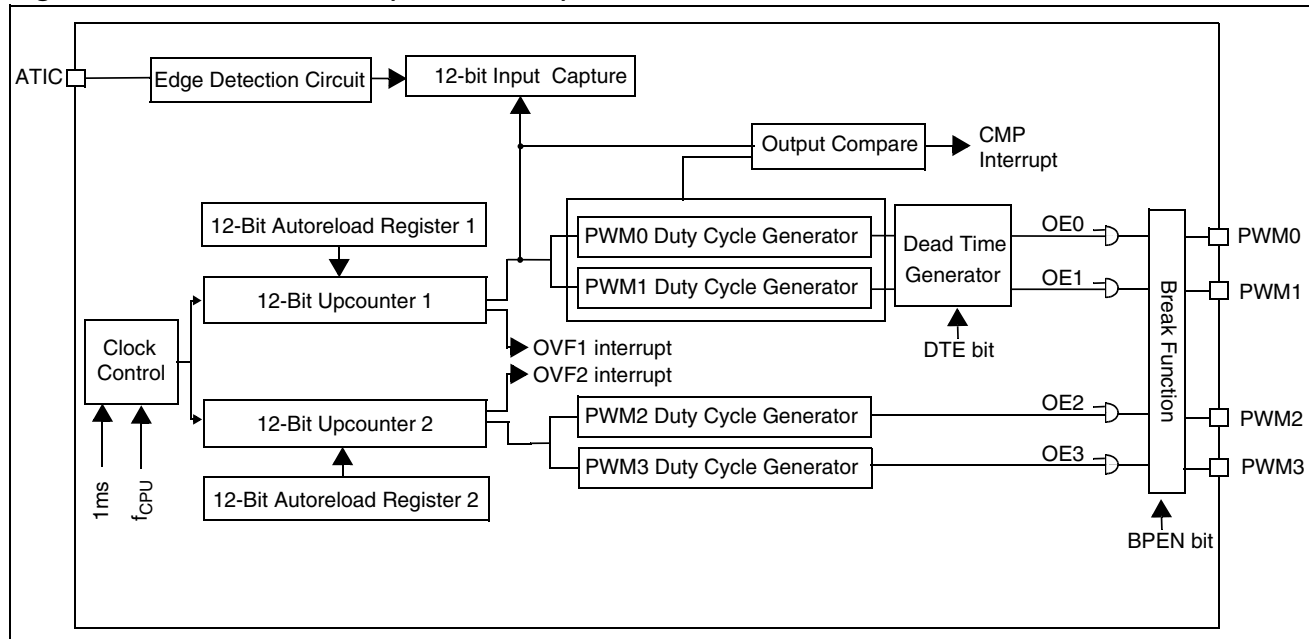 ATIC
Edge Detection Circuit
12-bit Input Capture
Output Compare
CMP
Interrupt
12-Bit Autoreload Register 1
PWM0 Duty Cycle Generator
PWM1 Duty Cycle Generator
Dead Time
Generator
OE0
OE1
PWM0
PWM1
12-Bit Upcounter 1
Clock
Control
OVF1 interrupt
OVF2 interrupt
DTE bit
Break Function
12-Bit Upcounter 2
PWM2 Duty Cycle Generator
PWM3 Duty Cycle Generator
OE2
OE3
PWM2
PWM3
12-Bit Autoreload Register 2
1ms
fCPU
BPEN bit